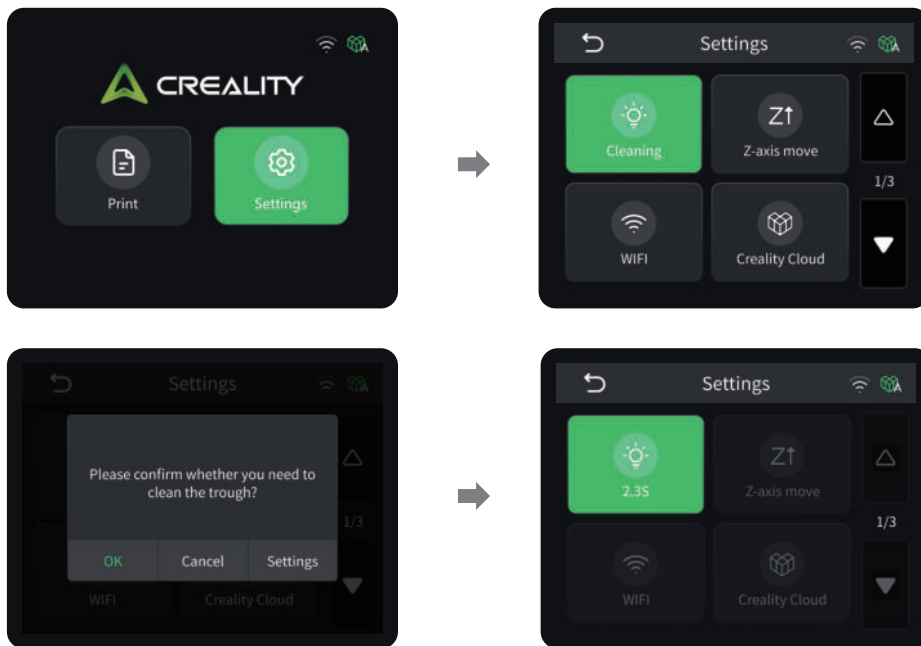 CREALITY
Print
Settings
Settings
Cleaning
Z-axis move
WIFI
Creality Cloud
1/3
Settings
Please confirm whether you need to
clean the trough?
OK
Cancel
Settings
1/3
WIFI
Creality Cloud
Settings
2.3S
Z-axis move
WIFI
Creality Cloud
1/3